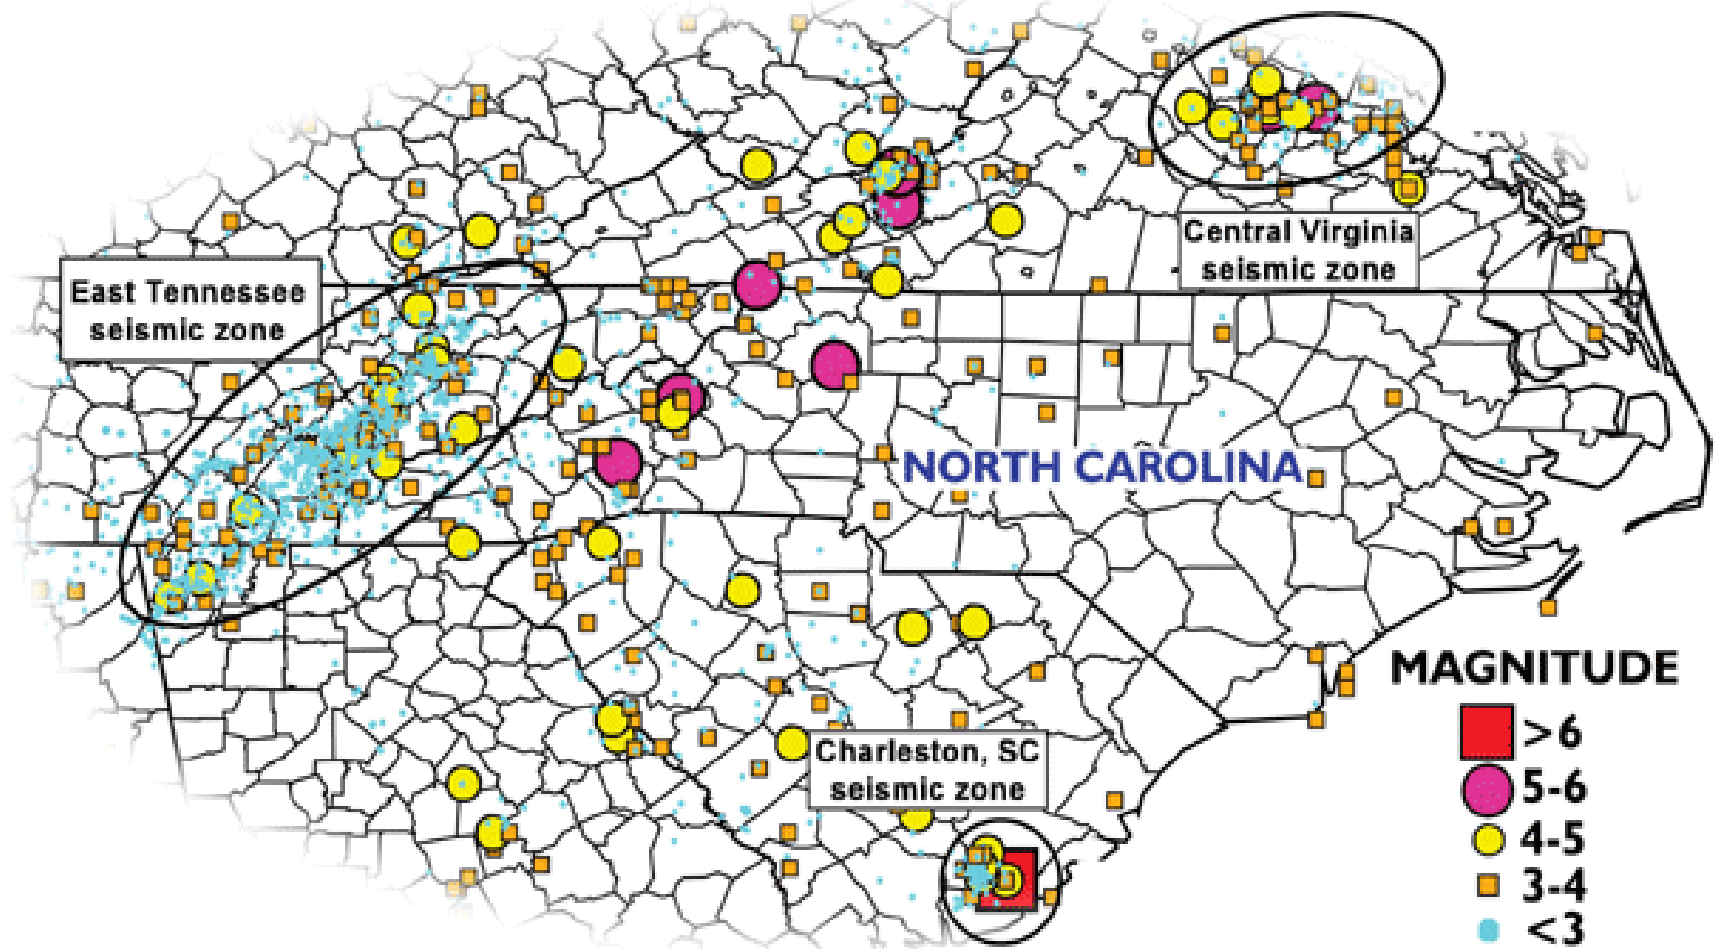 Central Virginia
seismic zone
East Tennessee
seismic zone
NORTH CAROLINA
MAGNITUDE
>6
5-6
4-5
3-4
<3
Charleston, SC
seismic zone